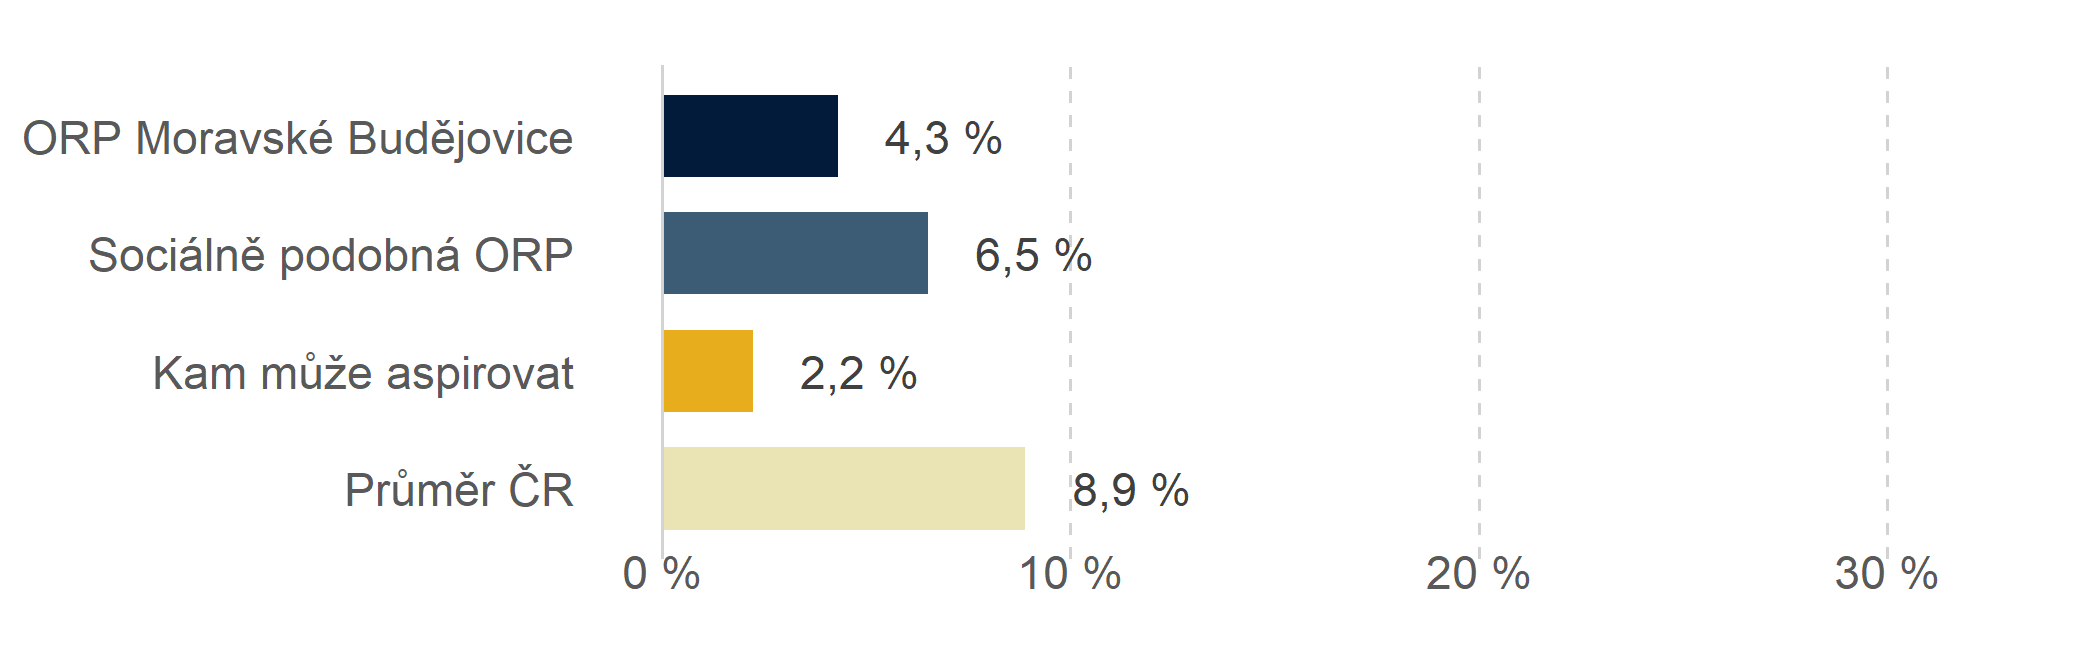 ORP Moravské Budějovice 4,3 %
Sociálně podobná ORP 6,5 %
Kam může aspirovat 2,2 %
Průměr ČR 8,9 %
0 % 10 % 20 % 30 %